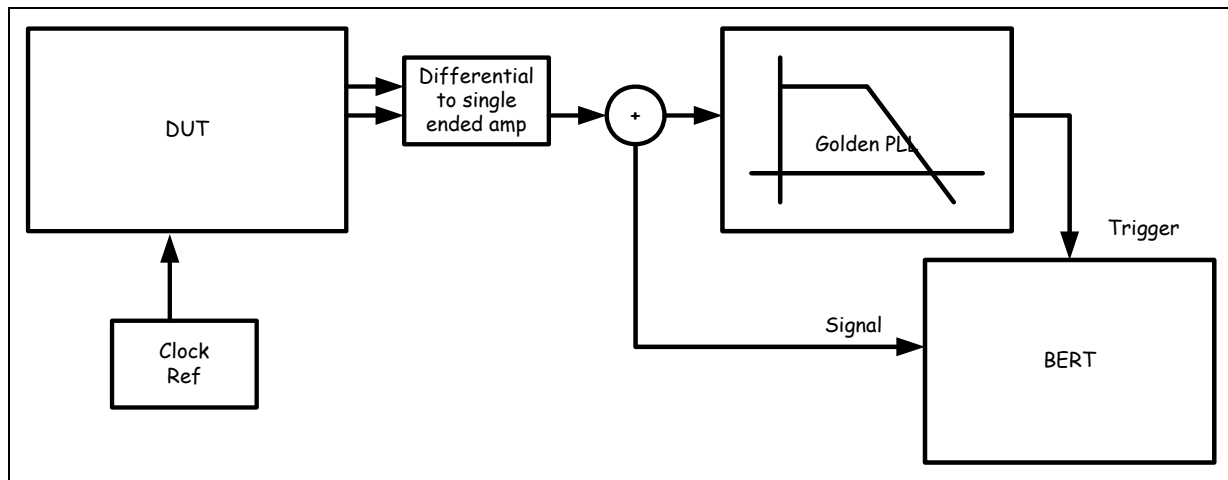 DUT
Differential
to single
ended amp
+
Golden PLL
Trigger
Clock
Ref
Signal
BERT